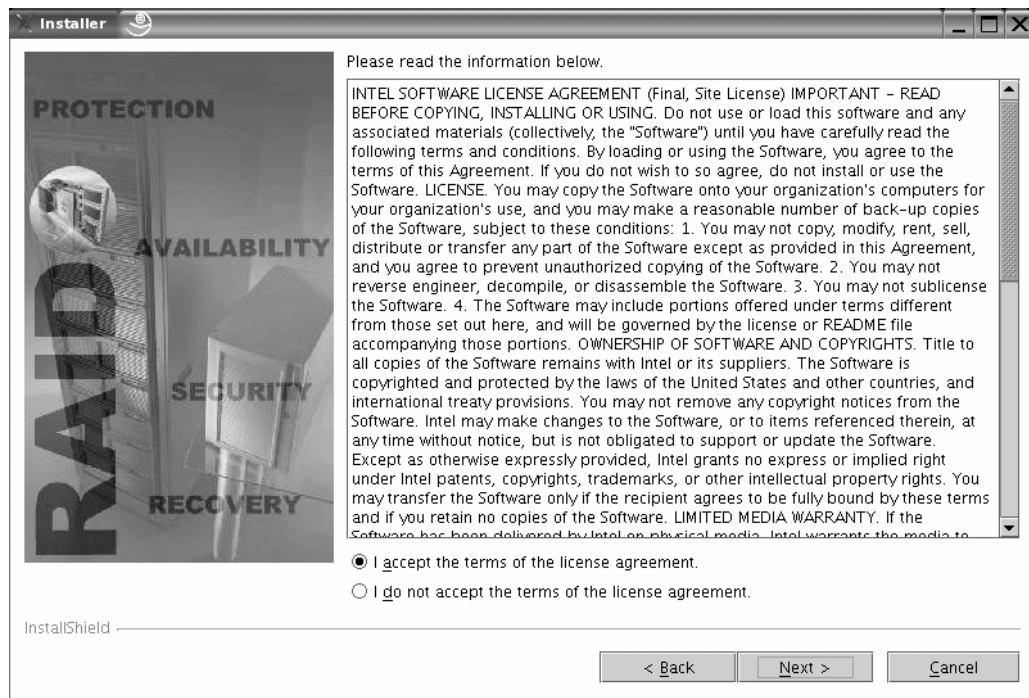 Installer
PROTECTION
AVAILABILITY
SECURITY
RECOVERY
RAID
Please read the information below.
INTEL SOFTWARE LICENSE AGREEMENT (Final, Site License) IMPORTANT – READ
BEFORE COPYING, INSTALLING OR USING. Do not use or load this software and any
associated materials (collectively, the "Software") until you have carefully read the
following terms and conditions. By loading or using the Software, you agree to the
terms of this Agreement. If you do not wish to so agree, do not install or use the
Software. LICENSE. You may copy the Software onto your organization's computers for
your organization's use, and you may make a reasonable number of back–up copies
of the Software, subject to these conditions: 1. You may not copy, modify, rent, sell,
distribute or transfer any part of the Software except as provided in this Agreement,
and you agree to prevent unauthorized copying of the Software. 2. You may not
reverse engineer, decompile, or disassemble the Software. 3. You may not sublicense
the Software. 4. The Software may include portions offered under terms different
from those set out here, and will be governed by the license or README file
accompanying those portions. OWNERSHIP OF SOFTWARE AND COPYRIGHTS. Title to
all copies of the Software remains with Intel or its suppliers. The Software is
copyrighted and protected by the laws of the United States and other countries, and
international treaty provisions. You may not remove any copyright notices from the
Software. Intel may make changes to the Software, or to items referenced therein, at
any time without notice, but is not obligated to support or update the Software.
Except as otherwise expressly provided, Intel grants no express or implied right
under Intel patents, copyrights, trademarks, or other intellectual property rights. You
may transfer the Software only if the recipient agrees to be fully bound by these terms
and if you retain no copies of the Software. LIMITED MEDIA WARRANTY. If the
Software has been delivered by Intel on physical media, Intel warrants the media to
I accept the terms of the license agreement.
I do not accept the terms of the license agreement.
InstallShield
< Back
Next >
Cancel